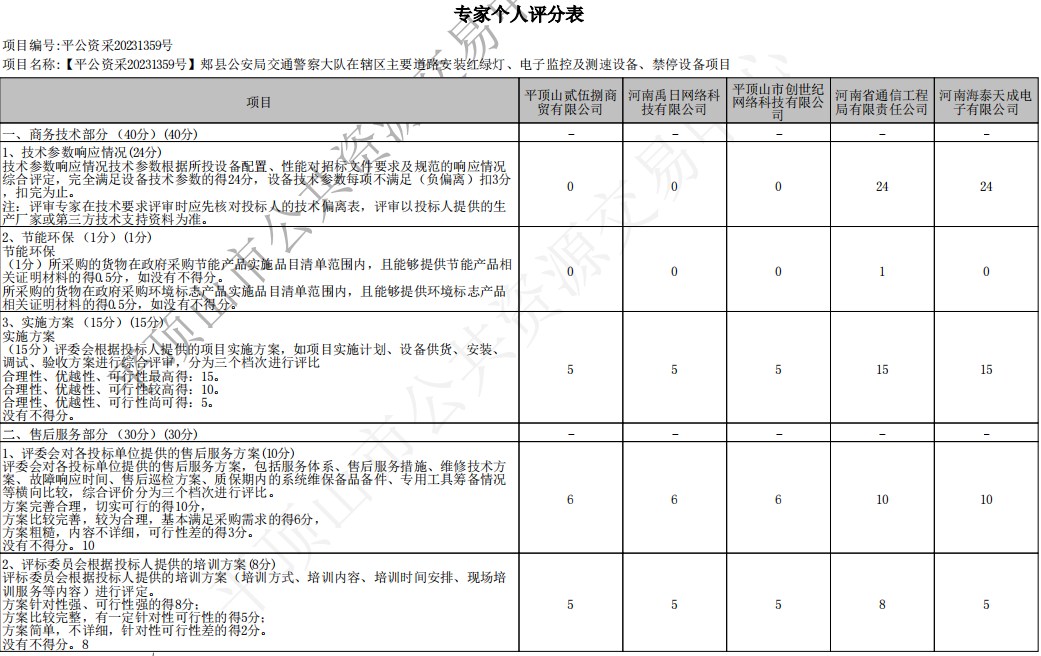 专家个人评分表
项目编号:平公资采20231359号
项目名称:【平公资采20231359号】郏县公安局交通警察大队在辖区主要道路安装红绿灯、电子监控及测速设备、禁停设备项目
项目
平顶山贰伍捌商
贸有限公司
河南禹日网络科
技有限公司
平顶山市创世纪
网络科技有限公
司
河南省通信工程
局有限责任公司
河南海泰天成电
子有限公司
一、商务技术部分 (40分)(40分)
– – – – –
1、技术参数响应情况(24分)
技术参数响应情况技术参数根据所投设备配置、性能对招标文件要求及规范的响应情况
综合评定，完全满足设备技术参数的得24分，设备技术参数每项不满足（负偏离）扣3分
，扣完为止。
注：评审专家在技术要求评审时应先核对投标人的技术偏离表，评审以投标人提供的生
产厂家或第三方技术支持资料为准。
0 0 0 24 24
2、节能环保 (1分)(1分)
节能环保
（1分）所采购的货物在政府采购节能产品实施品目清单范围内，且能够提供节能产品相
关证明材料的得0.5分，如没有不得分。
所采购的货物在政府采购环境标志产品实施品目清单范围内，且能够提供环境标志产品
相关证明材料的得0.5分，如没有不得分。
0 0 0 1 0
3、实施方案 (15分)(15分)
实施方案
（15分）评委会根据投标人提供的项目实施方案，如项目实施计划、设备供货、安装、
调试、验收方案进行综合评审，分为三个档次进行评比
合理性、优越性、可行性最高得：15。
合理性、优越性、可行性较高得：10。
合理性、优越性、可行性尚可得：5。
没有不得分。
5 5 5 15 15
二、售后服务部分 (30分)(30分)
– – – – –
1、评委会对各投标单位提供的售后服务方案(10分)
评委会对各投标单位提供的售后服务方案，包括服务体系、售后服务措施、维修技术方
案、故障响应时间、售后巡检方案、质保期内的系统维保备品备件、专用工具筹备情况
等横向比较，综合评价分为三个档次进行评比。
方案完善合理，切实可行的得10分，
方案比较完善，较为合理，基本满足采购需求的得6分，
方案粗糙，内容不详细，可行性差的得3分。
没有不得分。10
6 6 6 10 10
2、评标委员会根据投标人提供的培训方案(8分)
评标委员会根据投标人提供的培训方案（培训方式、培训内容、培训时间安排、现场培
训服务等内容）进行评定。
方案针对性强、可行性强的得8分；
方案比较完整，有一定针对性可行性的得5分；
方案简单，不详细，针对性可行性差的得2分。
没有不得分。8
5 5 5 8 5
平顶山市公共资源交易中心
平顶山市公共资源交易中心